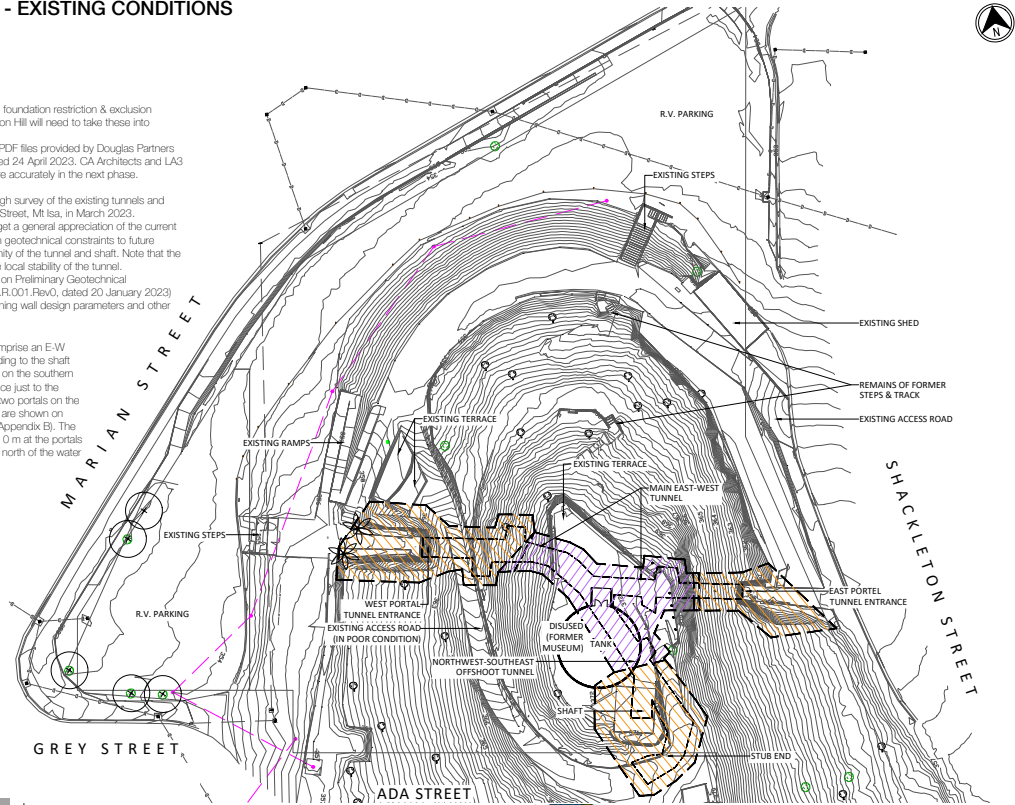 - EXISTING CONDITIONS
foundation restriction & exclusion
on Hill will need to take these into
PDF files provided by Douglas Partners
ed 24 April 2023. CA Architects and LA3
e accurately in the next phase.
gh survey of the existing tunnels and
Street, Mt Isa, in March 2023.
get a general appreciation of the current
n geotechnical constraints to future
nity of the tunnel and shaft. Note that the
e local stability of the tunnel.
on Preliminary Geotechnical
.R.001.Rev0, dated 20 January 2023)
ning wall design parameters and other
mprise an E-W
ding to the shaft
on the southern
ce just to the
two portals on the
are shown on
Appendix B). The
0 m at the portals
north of the water
R.V. PARKING
EXISTING STEPS
EXISTING SHED
REMAINS OF FORMER
STEPS & TRACK
EXISTING ACCESS ROAD
MARIAN STREET
EXISTING TERRACE
EXISTING RAMPS
EXISTING TERRACE
MAIN EAST-WEST
TUNNEL
SHACKLETON STREET
EXISTING STEPS
EAST PORTEL
TUNNEL ENTRANCE
WEST PORTAL
TUNNEL ENTRANCE
R.V. PARKING
EXISTING ACCESS ROAD
(IN POOR CONDITION)
DISUSED
(FORMER
MUSEUM)
TANK
NORTHWEST-SOUTHEAST
OFFSHOOT TUNNEL
SHAFT
STUB END
GREY STREET
ADA STREET